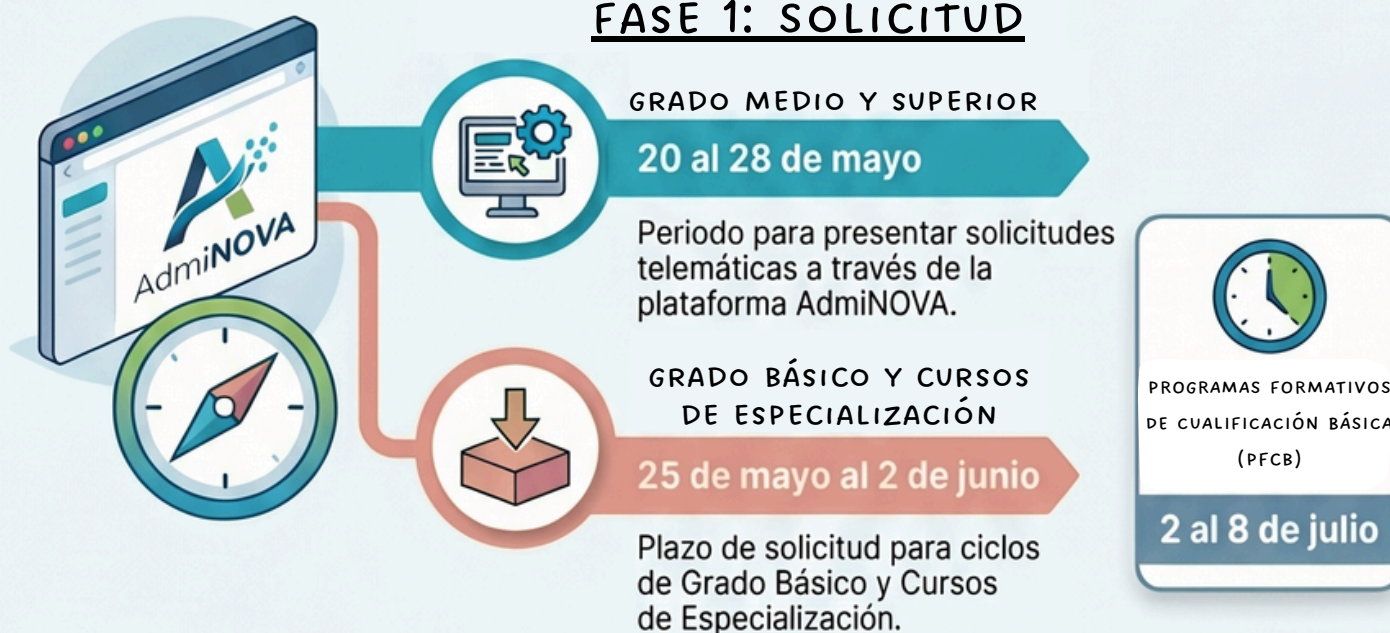 FASE 1: SOLICITUD
AdmiNOVA
GRADO MEDIO Y SUPERIOR
20 al 28 de mayo
Periodo para presentar solicitudes
telemáticas a través de la
plataforma AdmiNOVA.
GRADO BÁSICO Y CURSOS
DE ESPECIALIZACIÓN
25 de mayo al 2 de junio
Plazo de solicitud para ciclos
de Grado Básico y Cursos
de Especialización.
PROGRAMAS FORMATIVOS
DE CUALIFICACIÓN BÁSICA
(PFCB)
2 al 8 de julio